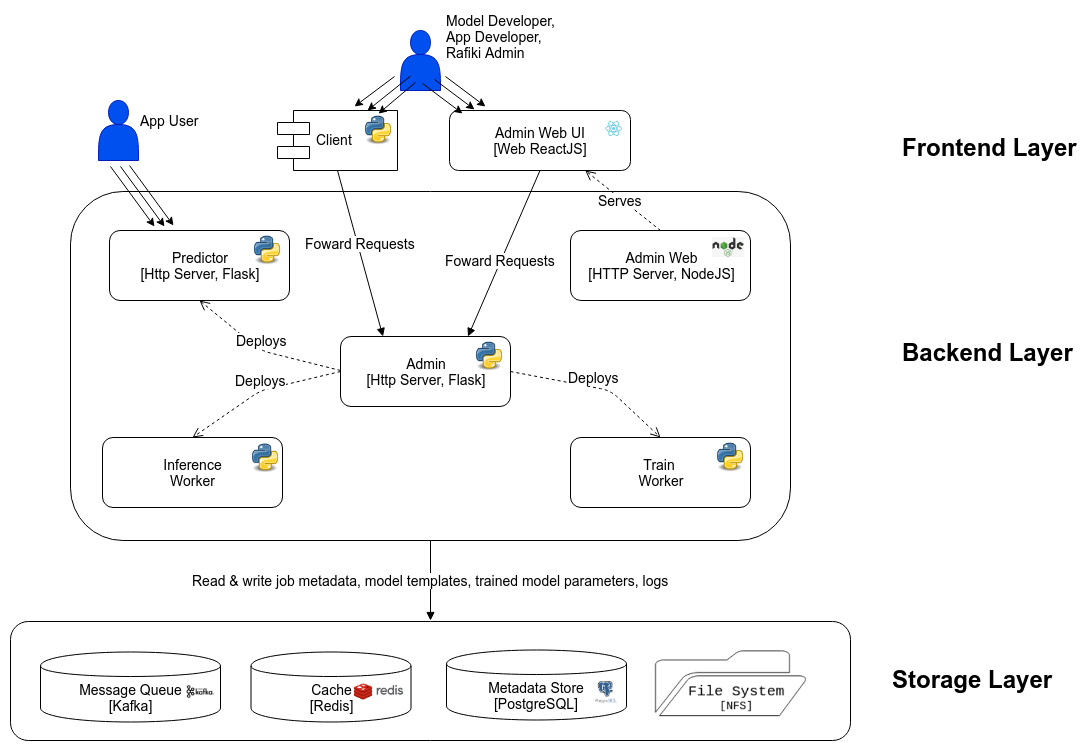 Model Developer,
App Developer,
Rafiki Admin
App User
Client
Admin Web UI
[Web ReactJS]
Frontend Layer
Serves
Foward Requests
Foward Requests
Predictor
[Http Server, Flask]
node
Admin Web
[HTTP Server, NodeJS]
Deploys
Admin
[Http Server, Flask]
Backend Layer
Deploys
Deploys
Inference
Worker
Train
Worker
Read & write job metadata, model templates, trained model parameters, logs
Message Queue
[Kafka]
kafka.
Cache
[Redis]
redis
Metadata Store
[PostgreSQL]
File System
[NFS]
Storage Layer